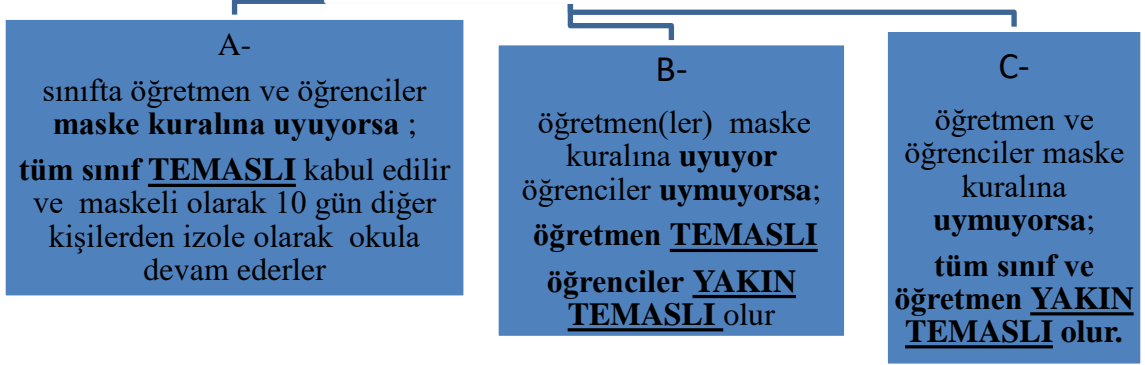 A-
sınıfta öğretmen ve öğrenciler
maske kuralına uyuyorsa ;
tüm sınıf TEMASLI kabul edilir
ve maskeli olarak 10 gün diğer
kişilerden izole olarak okula
devam ederler
B-
öğretmen(ler) maske
kuralına uyuyor
öğrenciler uymuyorsa;
öğretmen TEMASLI
öğrenciler YAKIN
TEMASLI olur
C-
öğretmen ve
öğrenciler maske
kuralına
uymuyorsa;
tüm sınıf ve
öğretmen YAKIN
TEMASLI olur.